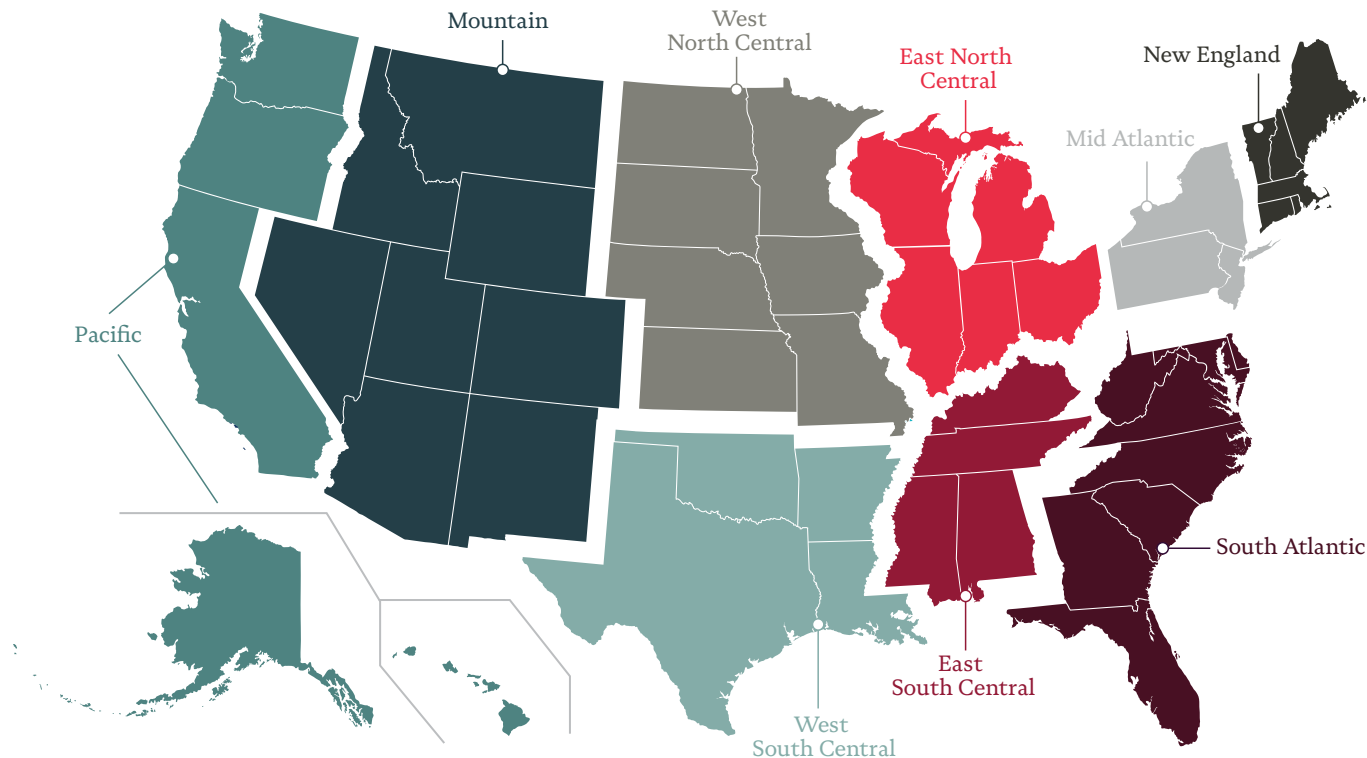 Mountain
West
North Central
East North
Central
New England
Mid Atlantic
Pacific
South Atlantic
East
South Central
West
South Central